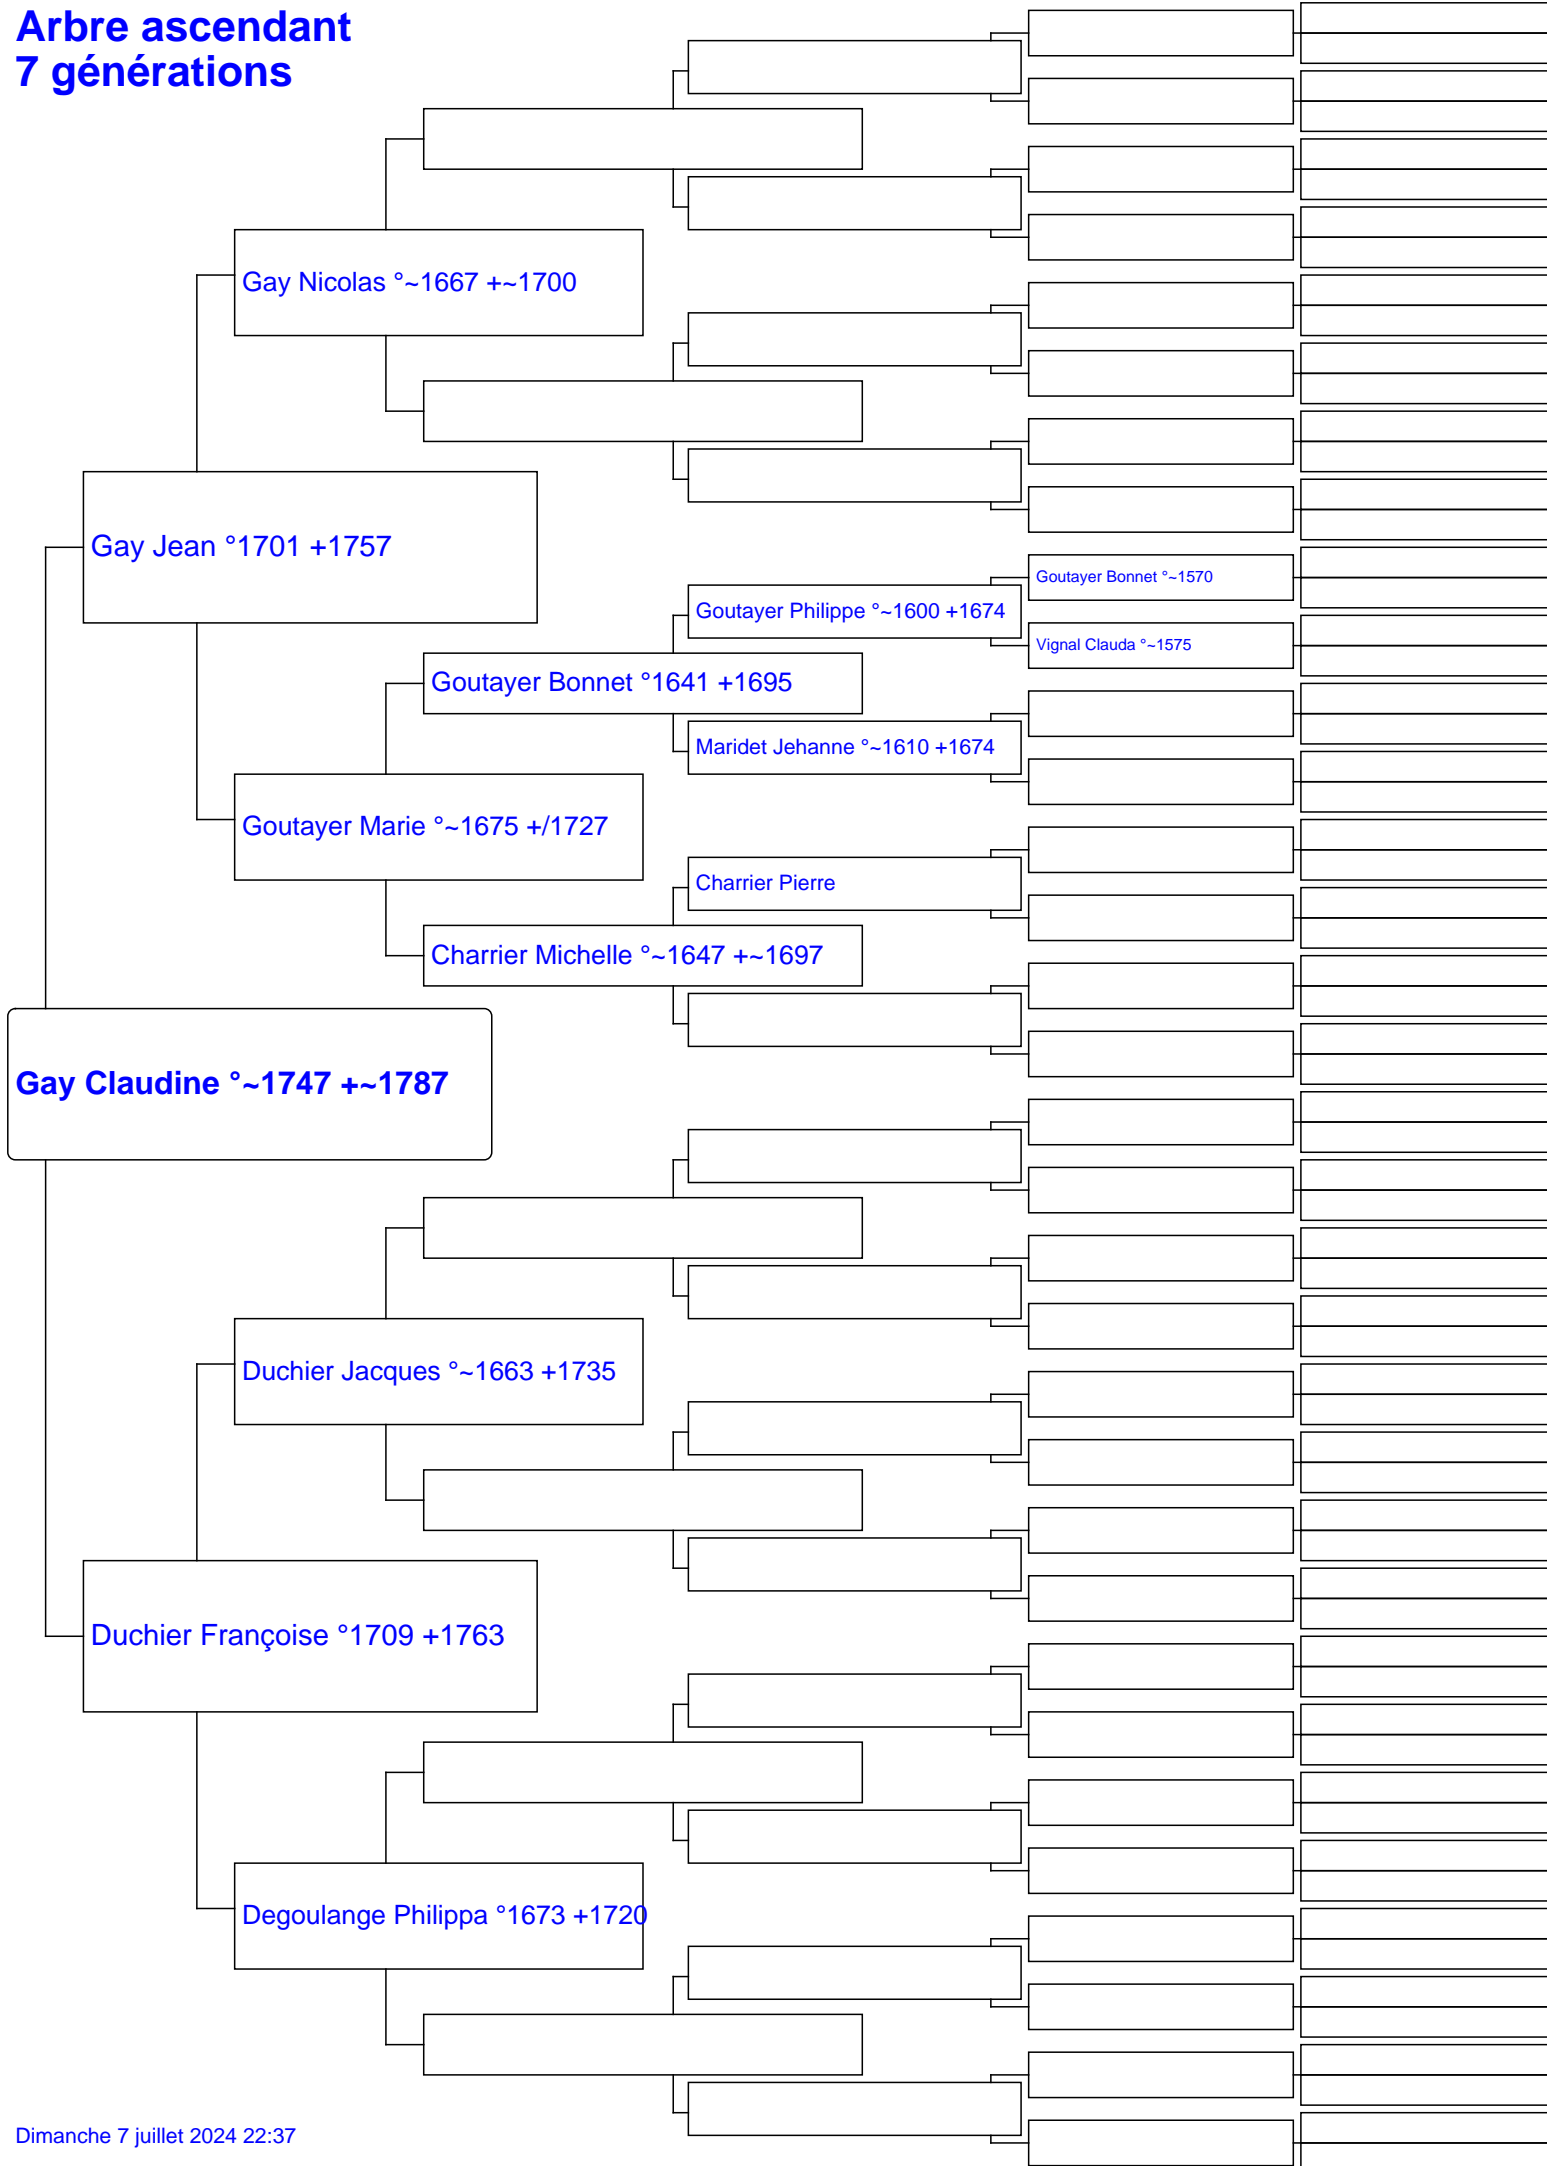 Arbre ascendant
7 générations
Gay Nicolas °~1667 +~1700
Gay Jean °1701 +1757
Goutayer Bonnet °~1570
Goutayer Philippe °~1600 +1674
Vignal Clauda °~1575
Goutayer Bonnet °1641 +1695
Maridet Jehanne °~1610 +1674
Goutayer Marie °~1675 +/1727
Charrier Pierre
Charrier Michelle °~1647 +~1697
Gay Claudine °~1747 +~1787
Duchier Jacques °~1663 +1735
Duchier Françoise °1709 +1763
Degoulange Philippa °1673 +1720
Dimanche 7 juillet 2024 22:37